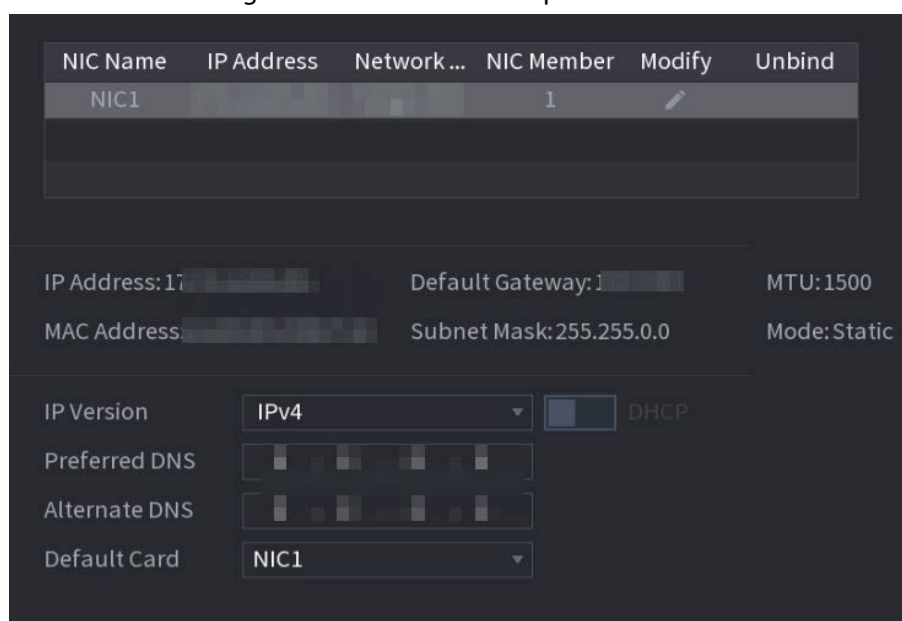 NIC Name IP Address Network... NIC Member Modify Unbind
NIC1 1
IP Address:17 Default Gateway:1 MTU:1500
MAC Address: Subnet Mask:255.255.0.0 Mode:Static
IP Version IPv4 DHCP
Preferred DNS
Alternate DNS
Default Card NIC1